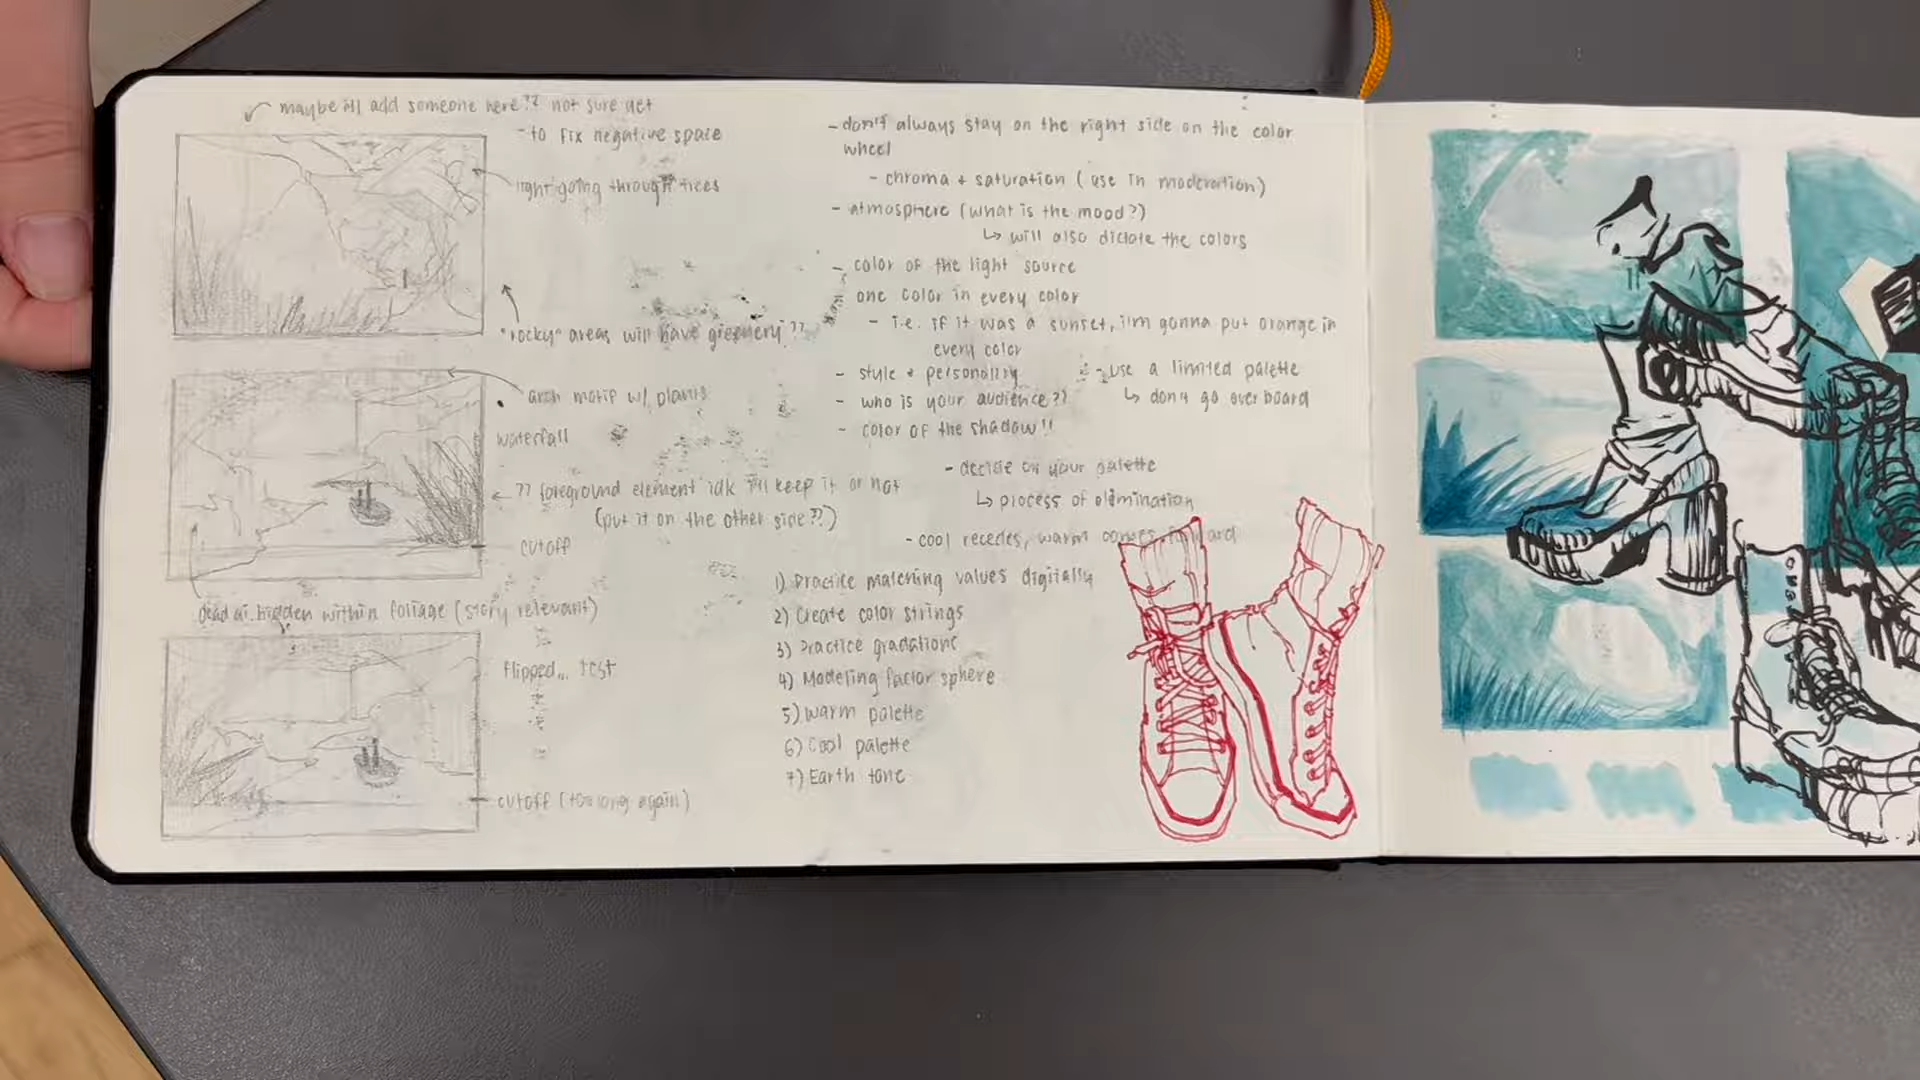 maybe i'll add someone here?? not sure yet
- to fix negative space
light going through trees
"rocky" areas will have greenery??
arch motif w/ plants
waterfall
?? foreground element idk i'll keep it or not
(put it on the other side??)
cutoff
dead ai hidden within foliage (story relevant)
flipped... test
cutoff (too long again)
- don't always stay on the right side on the color
wheel
- chroma + saturation (use in moderation)
- atmosphere (what is the mood?)
↳ will also dictate the colors
- color of the light source
one color in every color
- i.e. if it was a sunset, i'm gonna put orange in
every color
- style + personality
- who is your audience??
- color of the shadow!!
- use a limited palette
↳ don't go overboard
- decide on your palette
↳ process of elimination
- cool recedes, warm comes forward
1) Practice matching values digitally
2) Create color strings
3) Practice gradations
4) Modeling factor sphere
5) warm palette
6) Cool palette
7) Earth tone